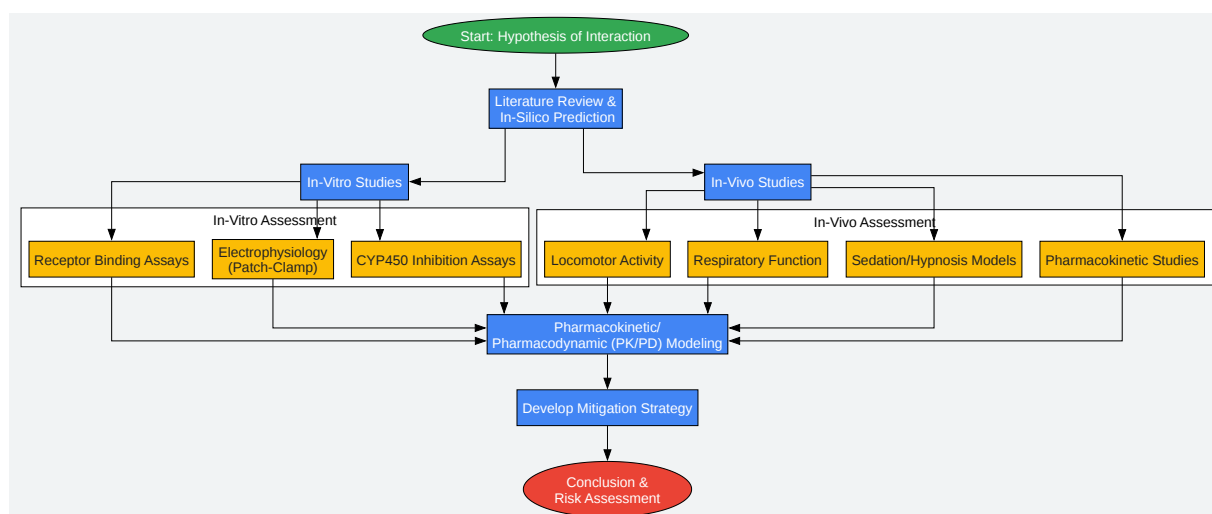 Start: Hypothesis of Interaction
Literature Review &
In-Silico Prediction
In-Vitro Studies
In-Vivo Studies
In-Vitro Assessment
In-Vivo Assessment
Receptor Binding Assays
Electrophysiology
(Patch-Clamp)
CYP450 Inhibition Assays
Locomotor Activity
Respiratory Function
Sedation/Hypnosis Models
Pharmacokinetic Studies
Pharmacokinetic/
Pharmacodynamic (PK/PD) Modeling
Develop Mitigation Strategy
Conclusion &
Risk Assessment